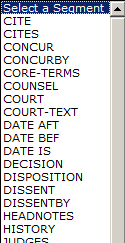 Select a Segment
CITE
CITES
CONCUR
CONCURBY
CORE-TERMS
COUNSEL
COURT
COURT-TEXT
DATE AFT
DATE BEF
DATE IS
DECISION
DISPOSITION
DISSENT
DISSENTBY
HEADNOTES
HISTORY
JUDGES